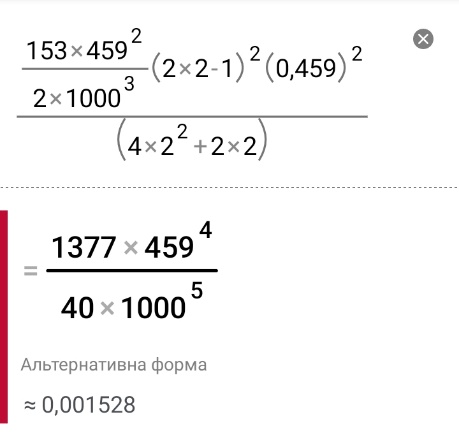 153×459² / 2×1000³ (2×2-1)² (0,459)²
(4×2²+2×2)
= 1377×459⁴ / 40×1000⁵
Альтернативна форма
≈ 0,001528